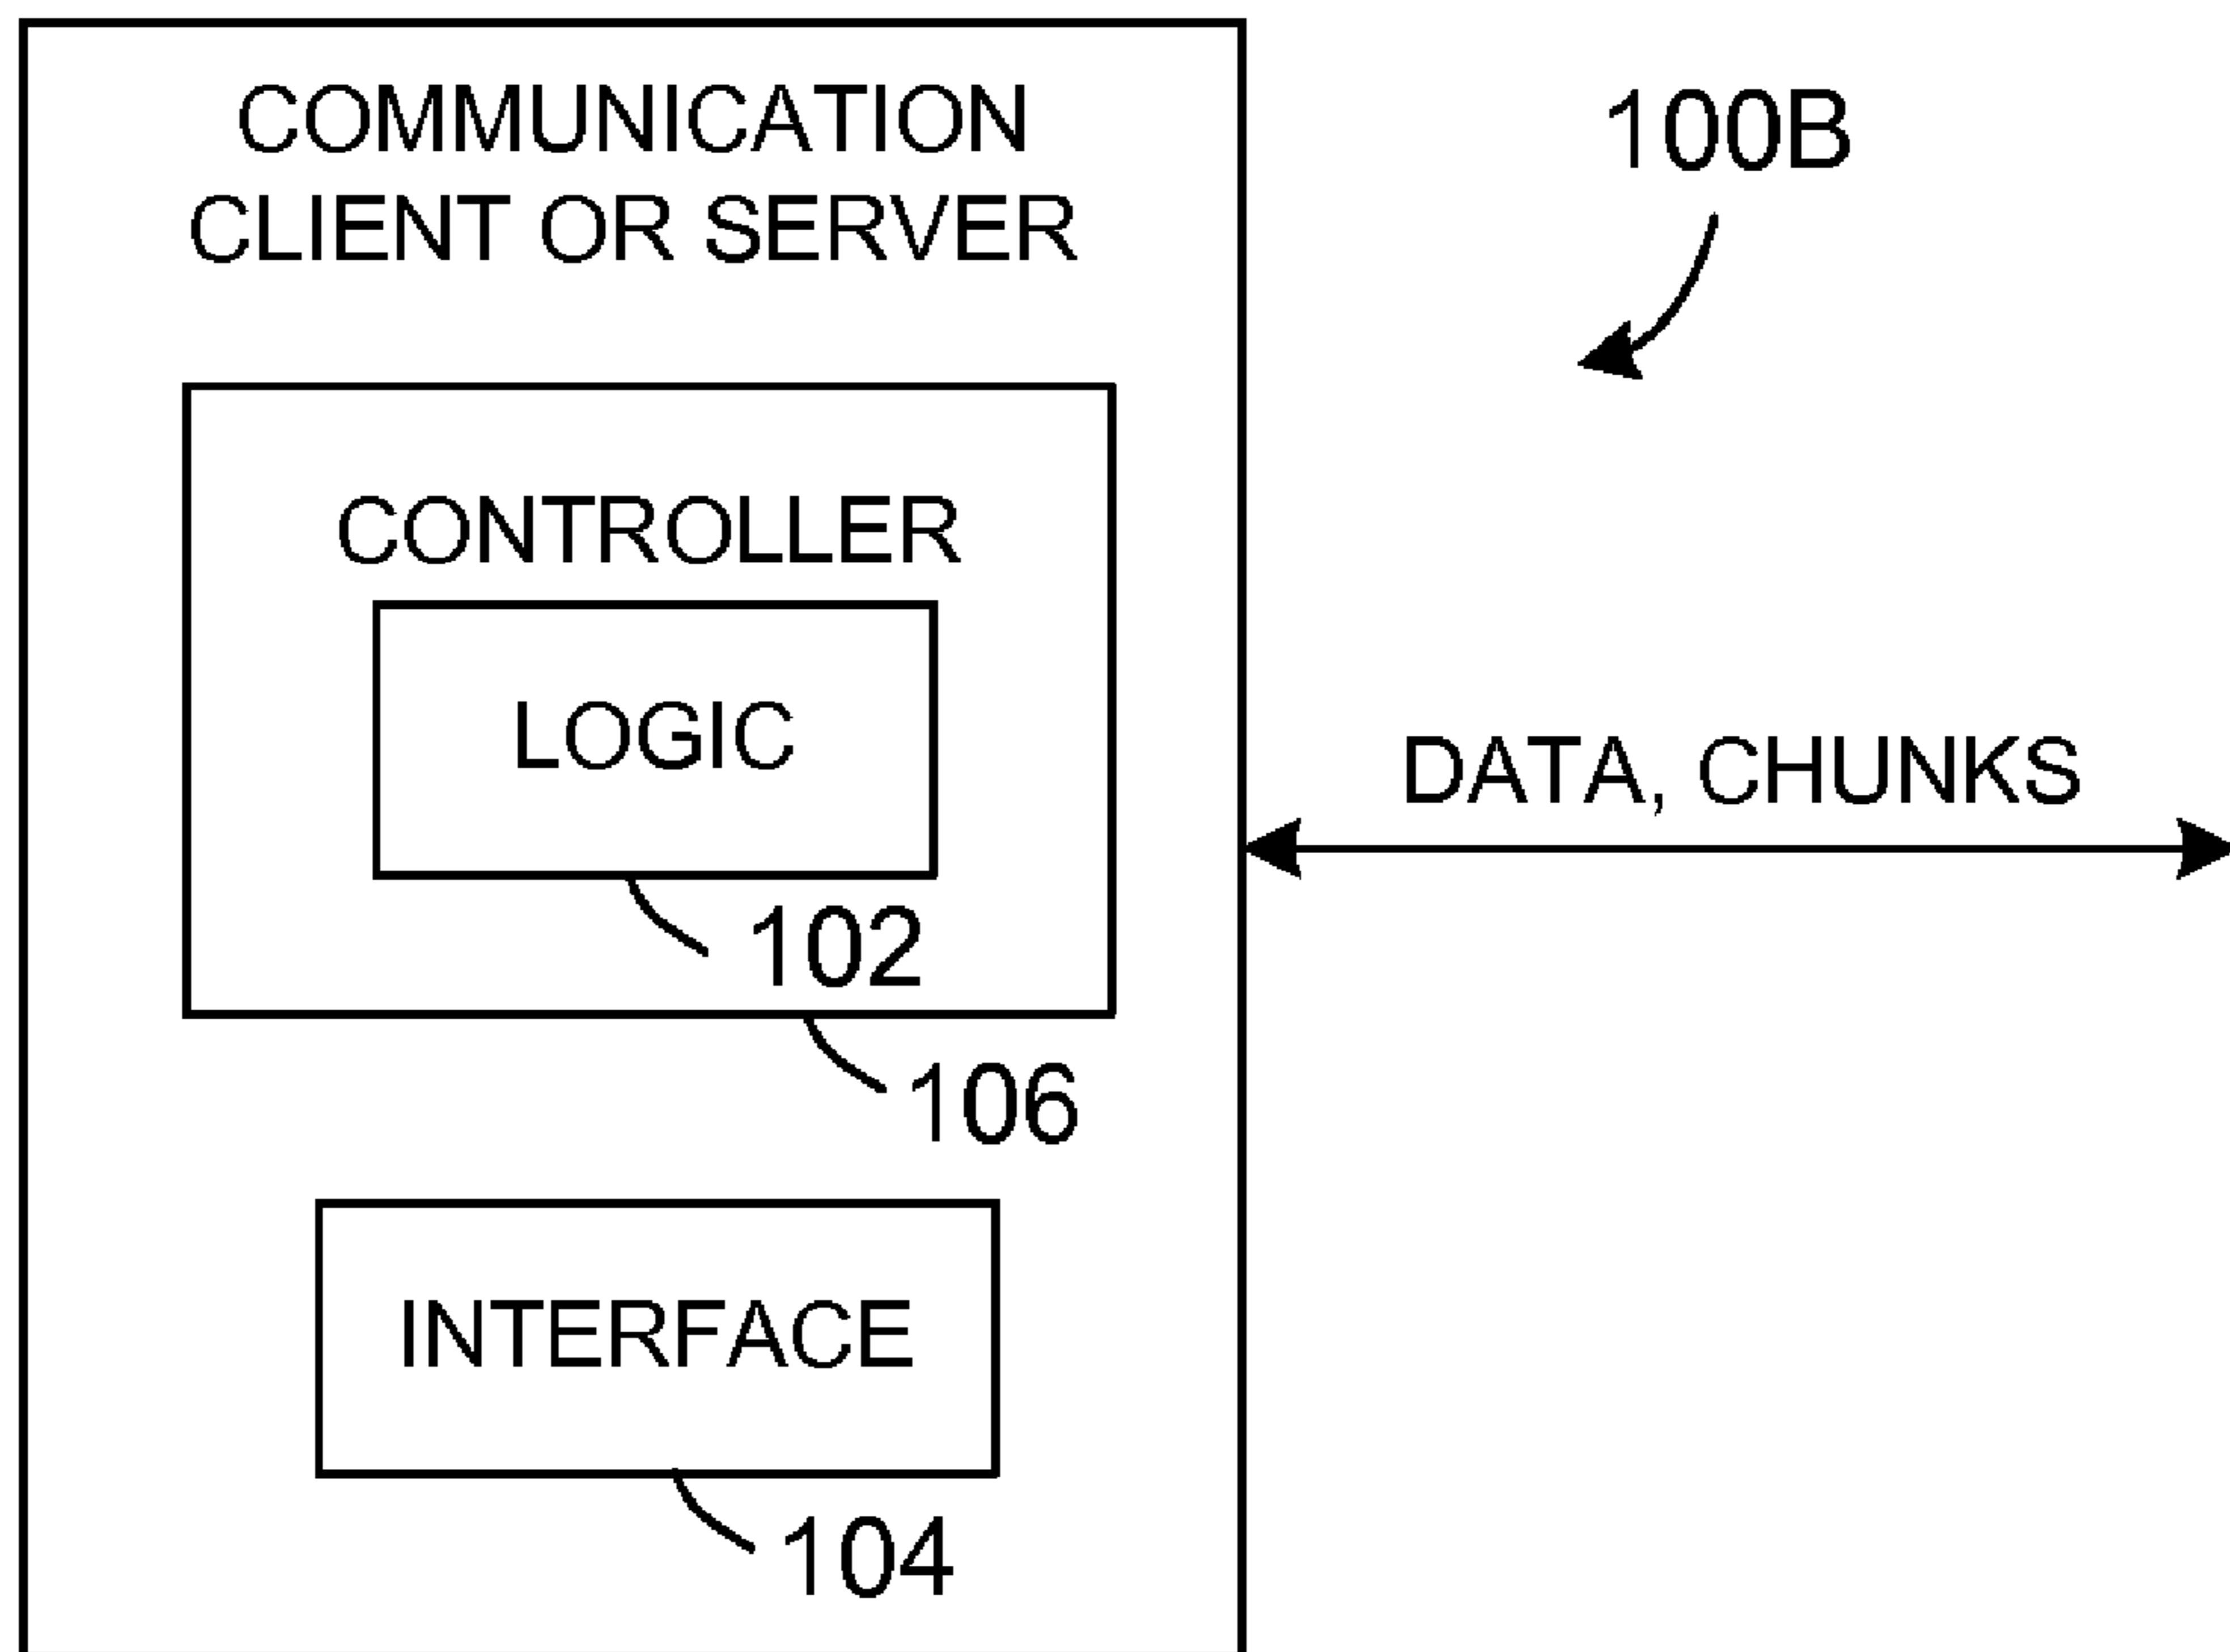 COMMUNICATION
CLIENT OR SERVER
100B
CONTROLLER
LOGIC
DATA, CHUNKS
102
106
INTERFACE
104